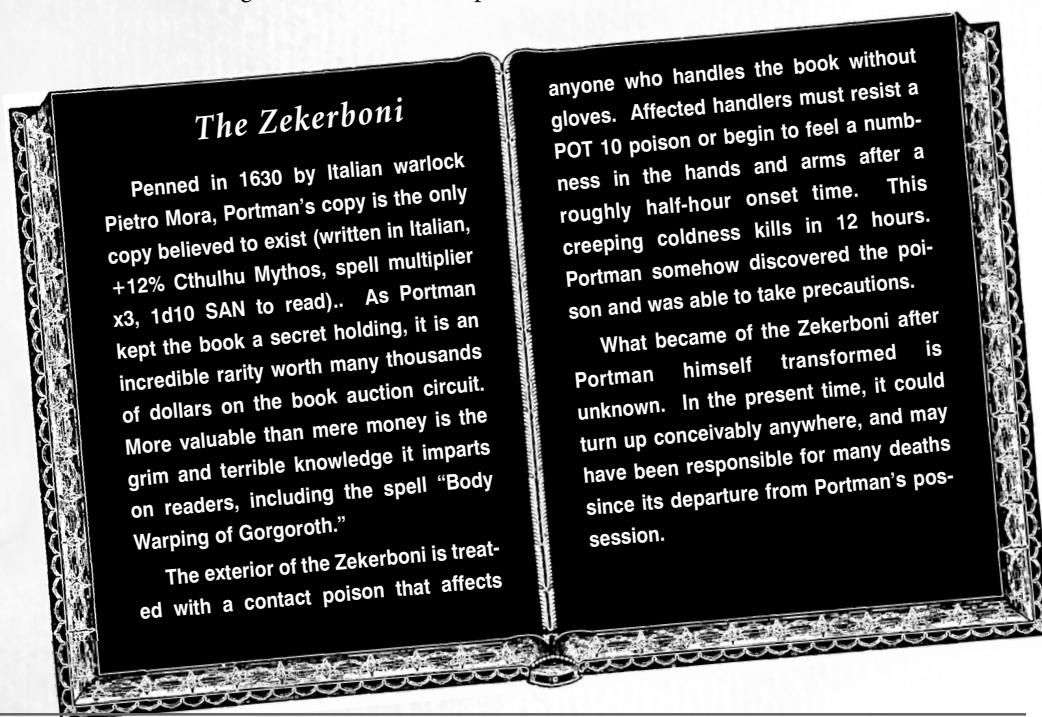 The Zekerboni
Penned in 1630 by Italian warlock
Pietro Mora, Portman's copy is the only
copy believed to exist (written in Italian,
+12% Cthulhu Mythos, spell multiplier
x3, 1d10 SAN to read).. As Portman
kept the book a secret holding, it is an
incredible rarity worth many thousands
of dollars on the book auction circuit.
More valuable than mere money is the
grim and terrible knowledge it imparts
on readers, including the spell “Body
Warping of Gorgoroth.”
The exterior of the Zekerboni is treat-
ed with a contact poison that affects
anyone who handles the book without
gloves. Affected handlers must resist a
POT 10 poison or begin to feel a numb-
ness in the hands and arms after a
roughly half-hour onset time. This
creeping coldness kills in 12 hours.
Portman somehow discovered the poi-
son and was able to take precautions.
What became of the Zekerboni after
Portman himself transformed is
unknown. In the present time, it could
turn up conceivably anywhere, and may
have been responsible for many deaths
since its departure from Portman's pos-
session.